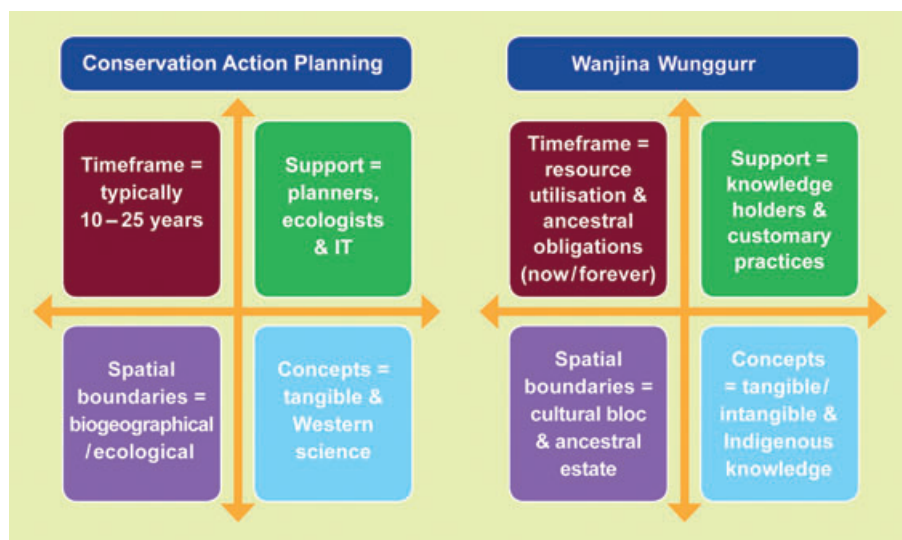 Conservation Action Planning
Timeframe =
typically
10–25 years
Support =
planners,
ecologists
& IT
Spatial
boundaries =
biogeographical
/ecological
Concepts =
tangible &
Western
science
Wanjina Wunggurr
Timeframe =
resource
utilisation &
ancestral
obligations
(now/forever)
Support =
knowledge
holders &
customary
practices
Spatial
boundaries =
cultural bloc
& ancestral
estate
Concepts
= tangible/
intangible &
Indigenous
knowledge